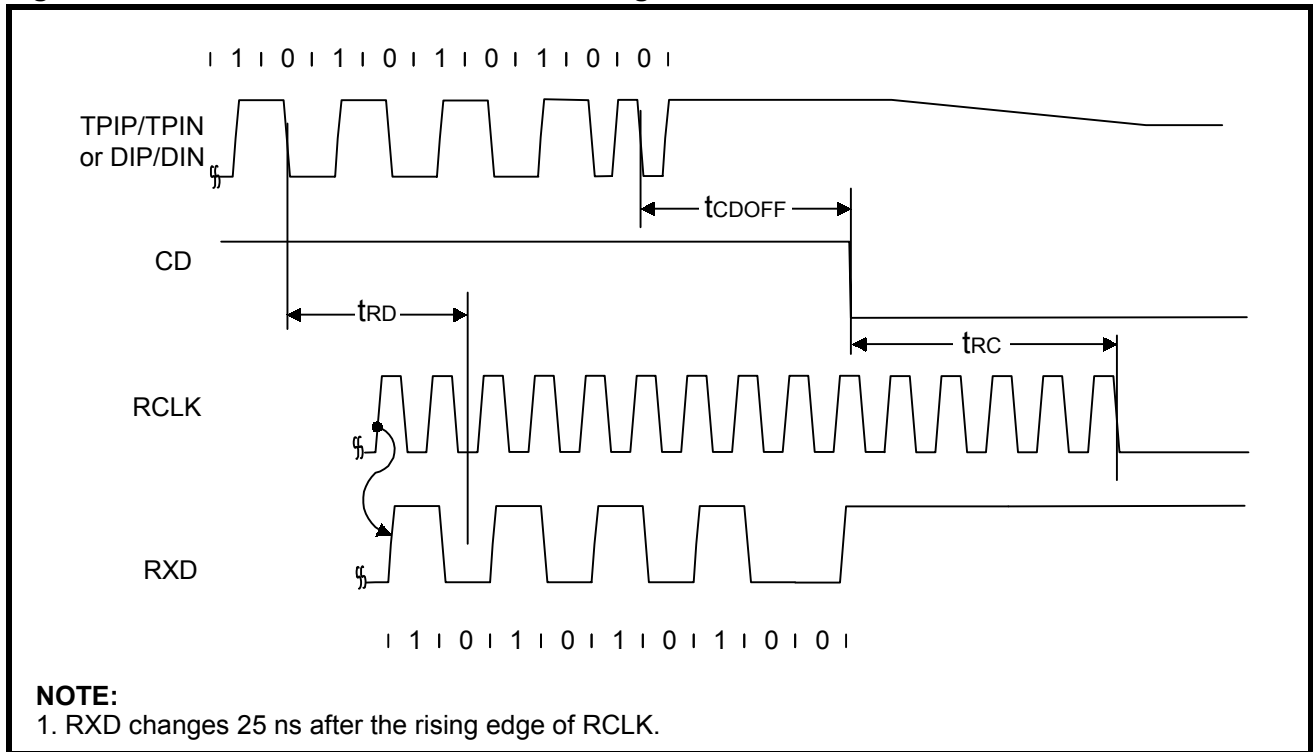 ı 1 ı 0 ı 1 ı 0 ı 1 ı 0 ı 1 ı 0 ı 0 ı
TPIP/TPIN
or DIP/DIN
tCDOFF
CD
tRD
tRC
RCLK
RXD
ı 1 ı 0 ı 1 ı 0 ı 1 ı 0 ı 1 ı 0 ı 0 ı
NOTE:
1. RXD changes 25 ns after the rising edge of RCLK.